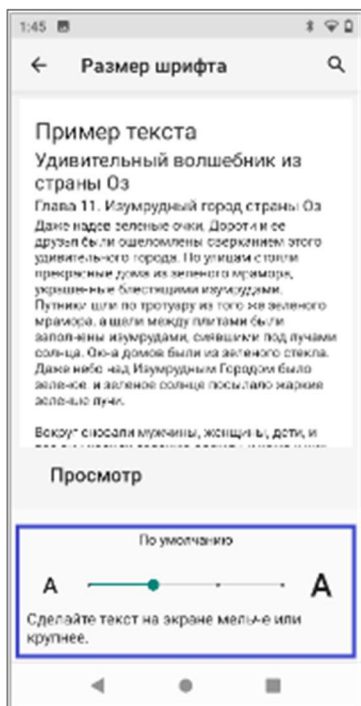 1:45
Размер шрифта
Пример текста
Удивительный волшебник из
страны Оз
Глава 11. Изумрудный город страны Оз
Даже надев зеленые очки, Дороти и ее
друзья были ошеломлены сверканием этого
удивительного города. По улицам стояли
прекрасные дома из зеленого мрамора,
украшенные блестящими изумрудами.
Путники шли по тротуару из того же зеленого
мрамора, а щели между плитами были
заполнены изумрудами, сиявшими под лучами
солнца. Окна домов были из зеленого стекла.
Даже небо над Изумрудным Городом было
зеленое, и зеленое солнце посылало жаркие
зеленые лучи.
Вокруг сновали мужчины, женщины, дети, и
Просмотр
По умолчанию
A A
Сделайте текст на экране мельче или
крупнее.